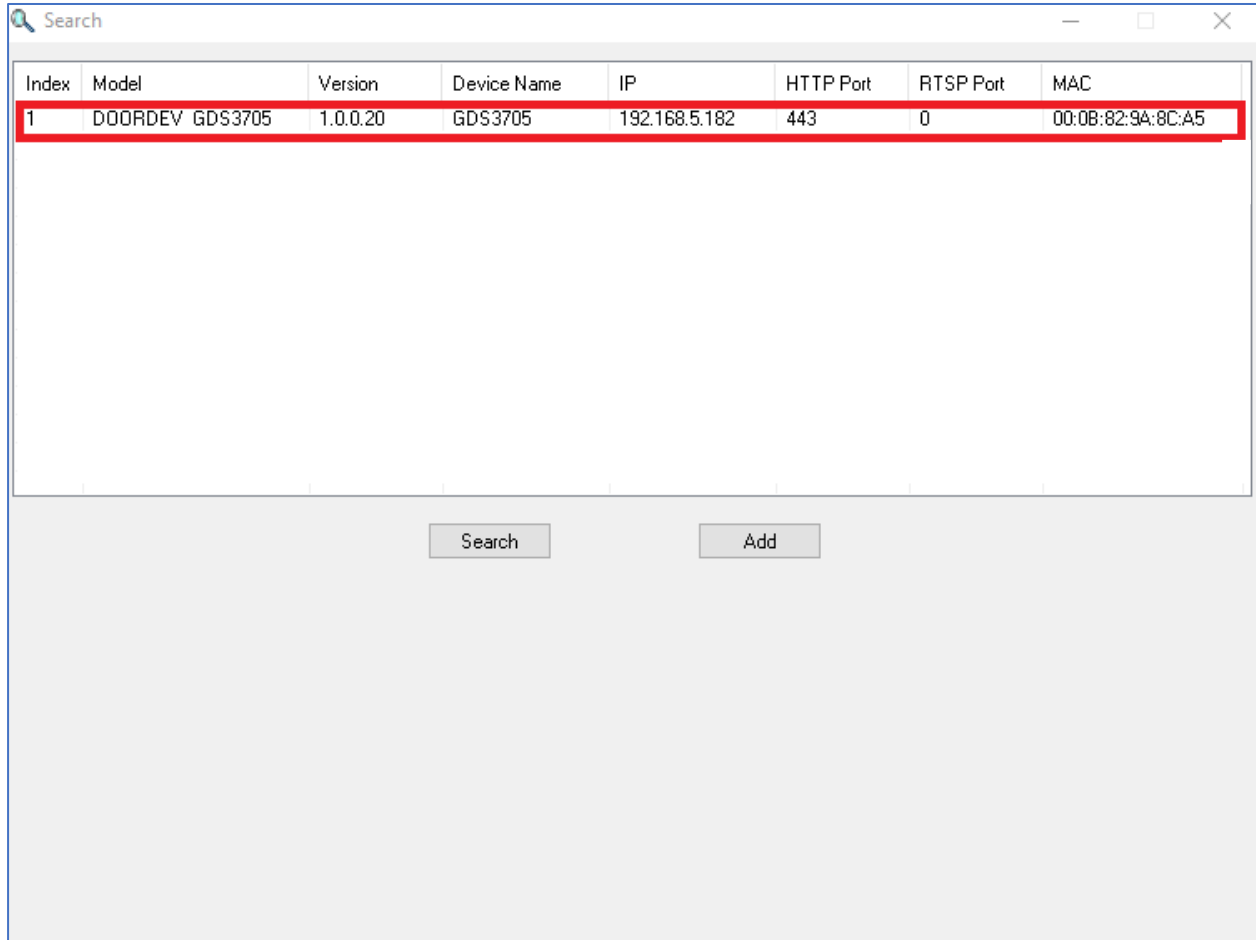 Search
Index Model Version Device Name IP HTTP Port RTSP Port MAC
1 DOORDEV GDS3705 1.0.0.20 GDS3705 192.168.5.182 443 0 00:0B:82:9A:8C:A5
Search Add